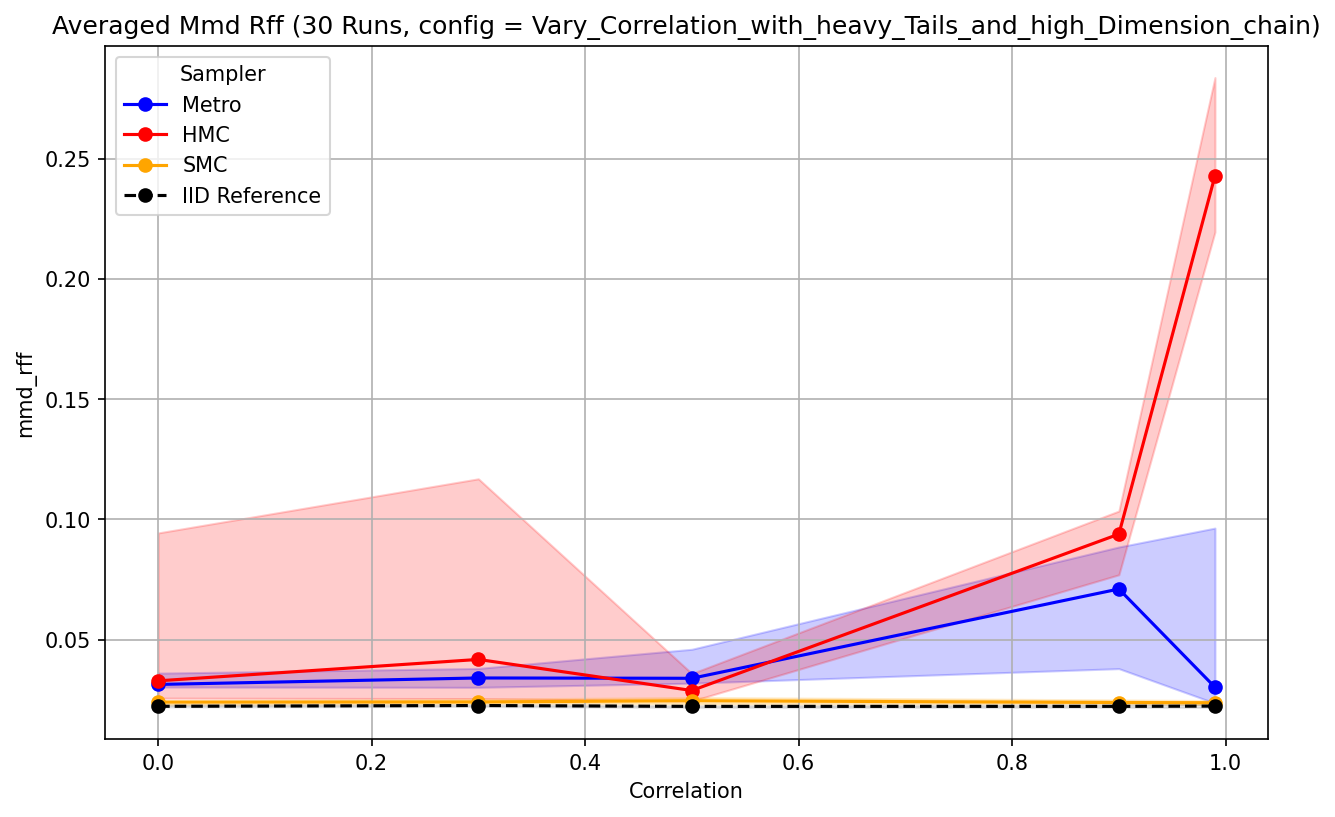 Averaged Mmd Rff (30 Runs, config = Vary_Correlation_with_heavy_Tails_and_high_Dimension_chain)
Sampler
Metro
HMC
SMC
IID Reference
mmd_rff
0.25
0.20
0.15
0.10
0.05
0.0
0.2
0.4
0.6
0.8
1.0
Correlation